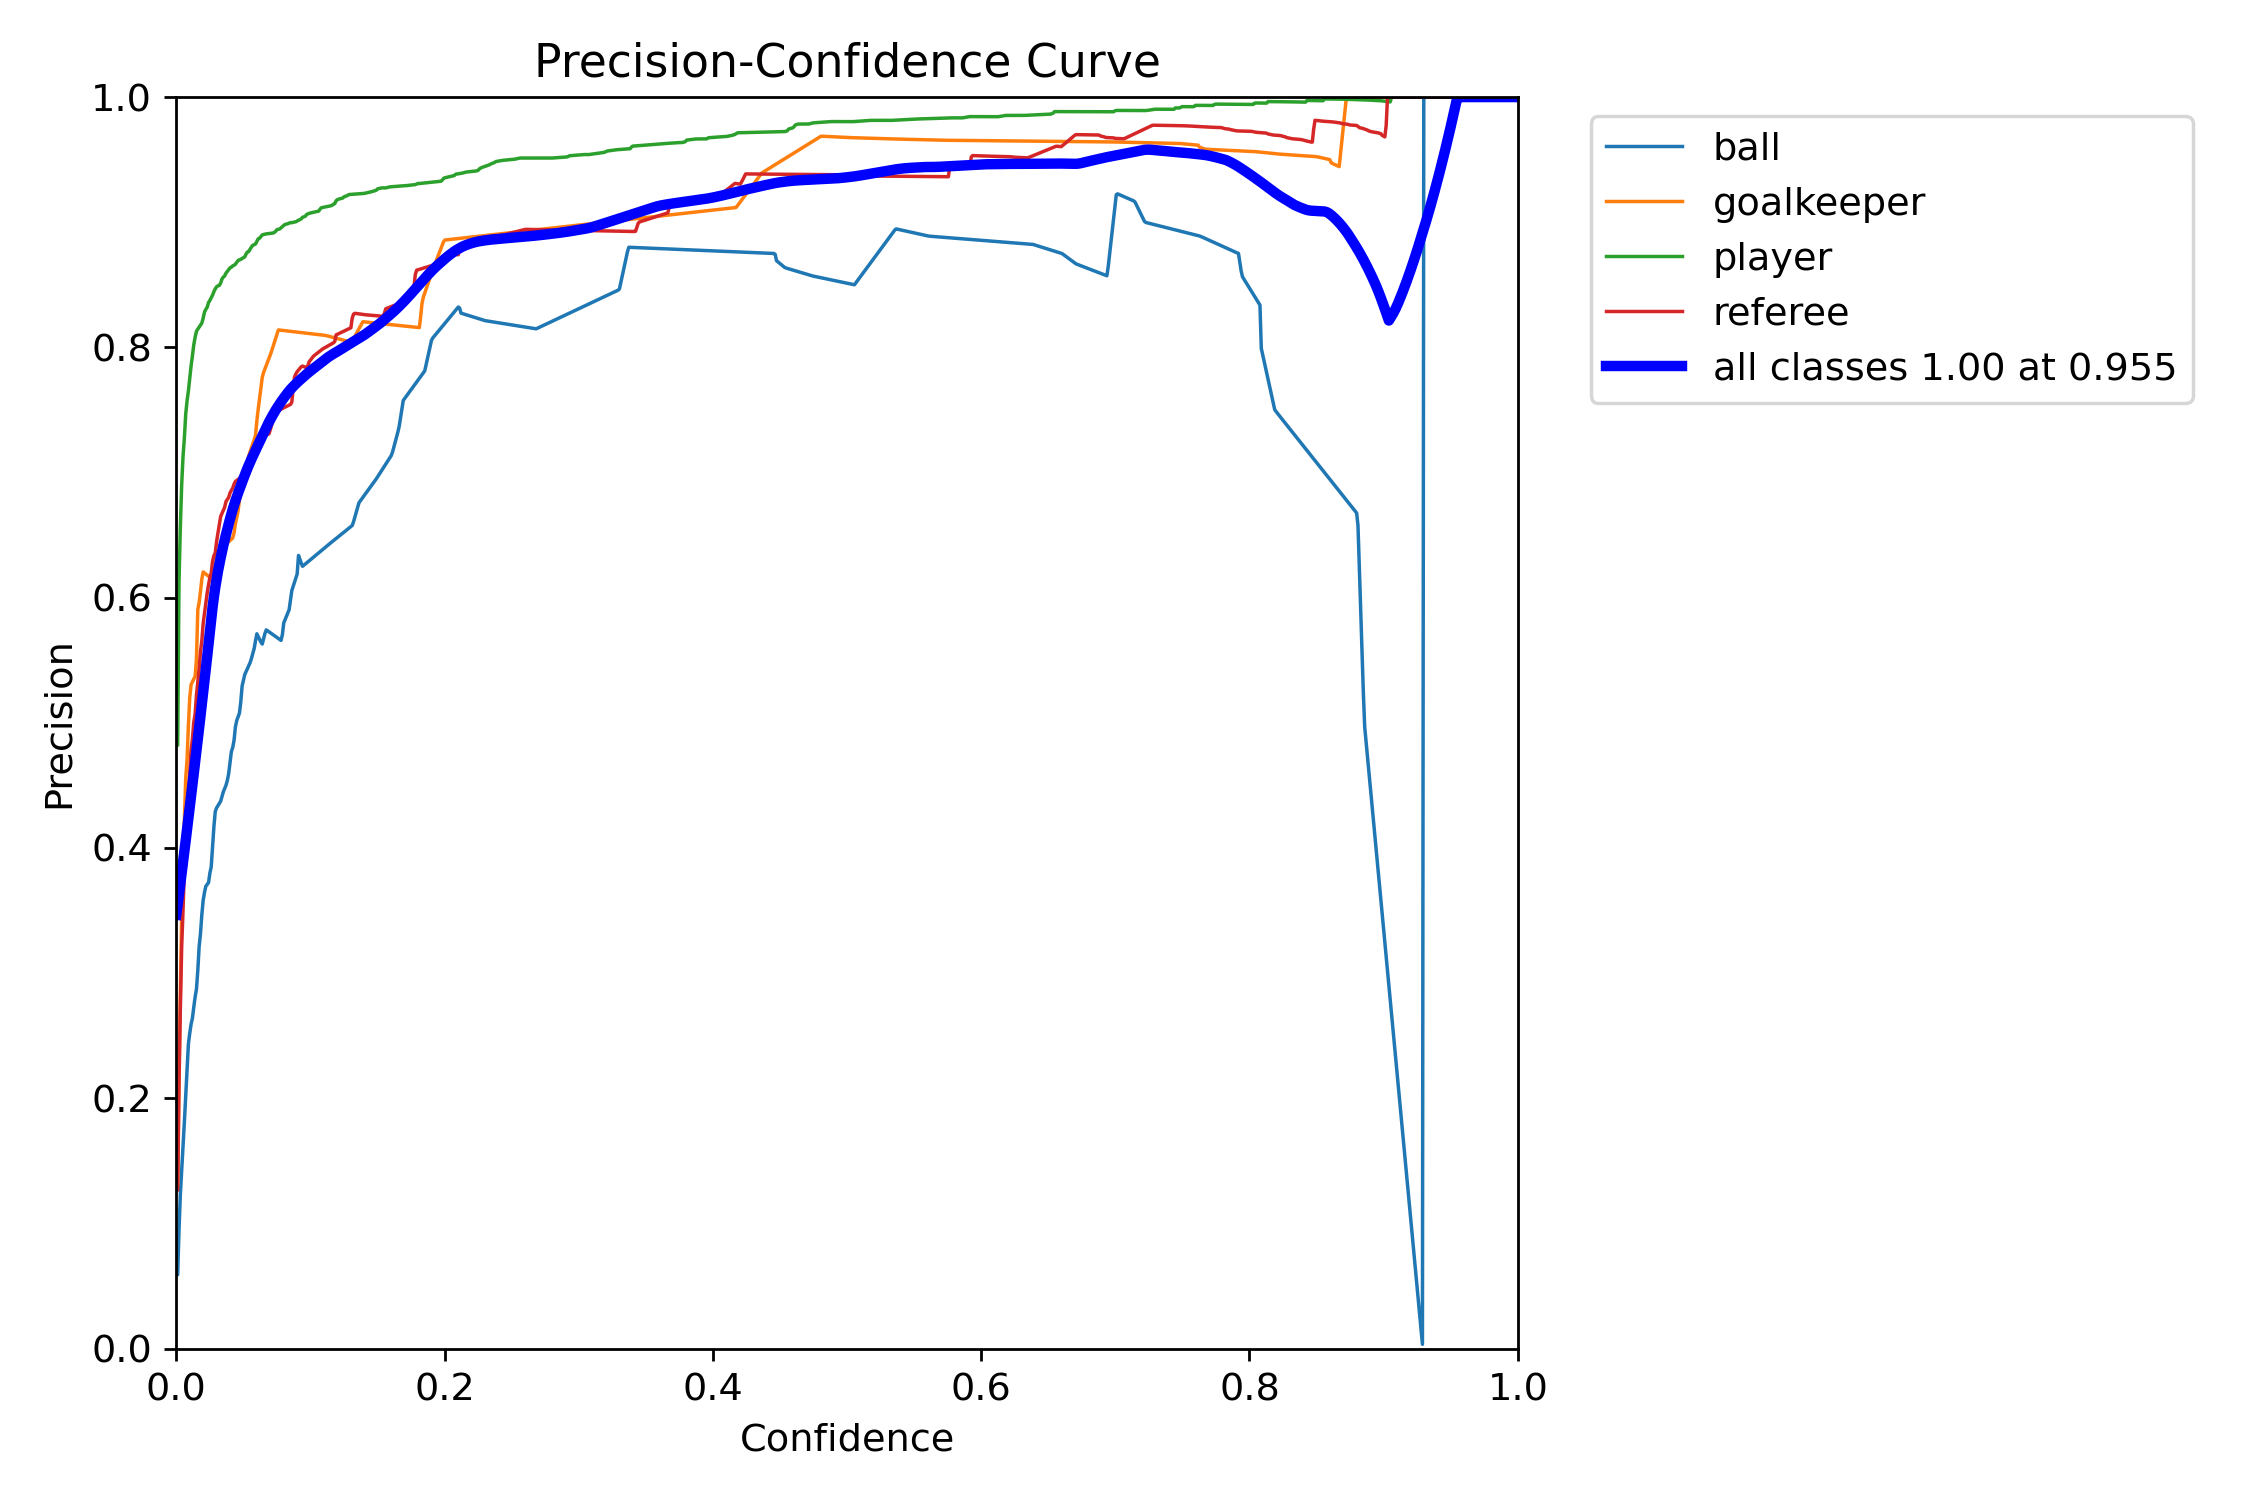 Precision-Confidence Curve
1.0
0.8
0.6
0.4
0.2
0.0
Precision
0.0 0.2 0.4 0.6 0.8 1.0
Confidence
ball
goalkeeper
player
referee
all classes 1.00 at 0.955